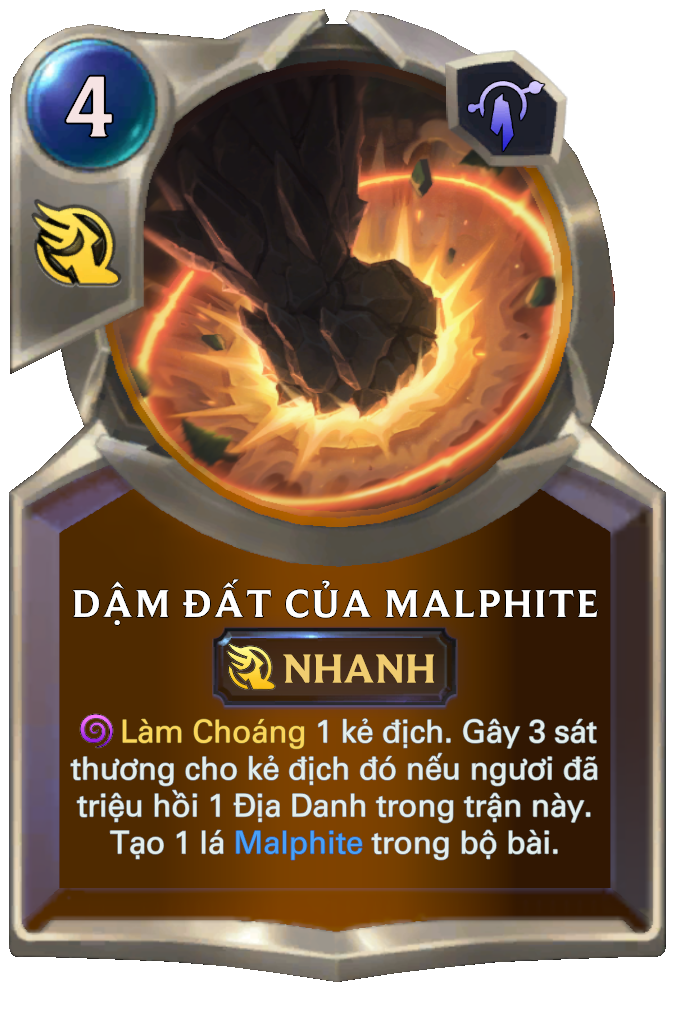 4
DẬM ĐẤT CỦA MALPHITE
NHANH
Làm Choáng 1 kẻ địch. Gây 3 sát
thương cho kẻ địch đó nếu ngươi đã
triệu hồi 1 Địa Danh trong trận này.
Tạo 1 lá Malphite trong bộ bài.